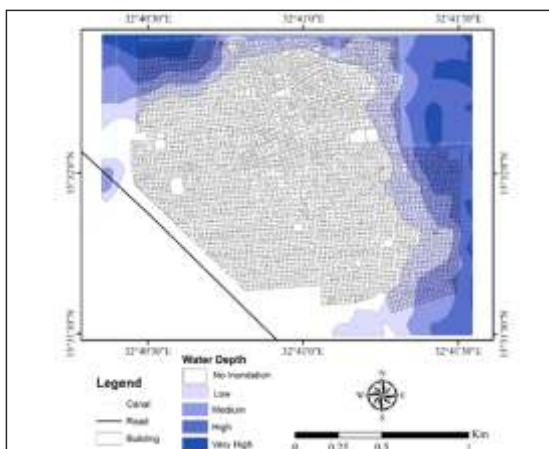 32°40'30"E 32°41'0"E 32°41'30"E
32°40'30"E 32°41'0"E 32°41'30"E
Water Depth
No Inundation
Low
Medium
High
Very High
Legend
Canal
Road
Building
N
W E
S
0 0.25 0.5 1
Km